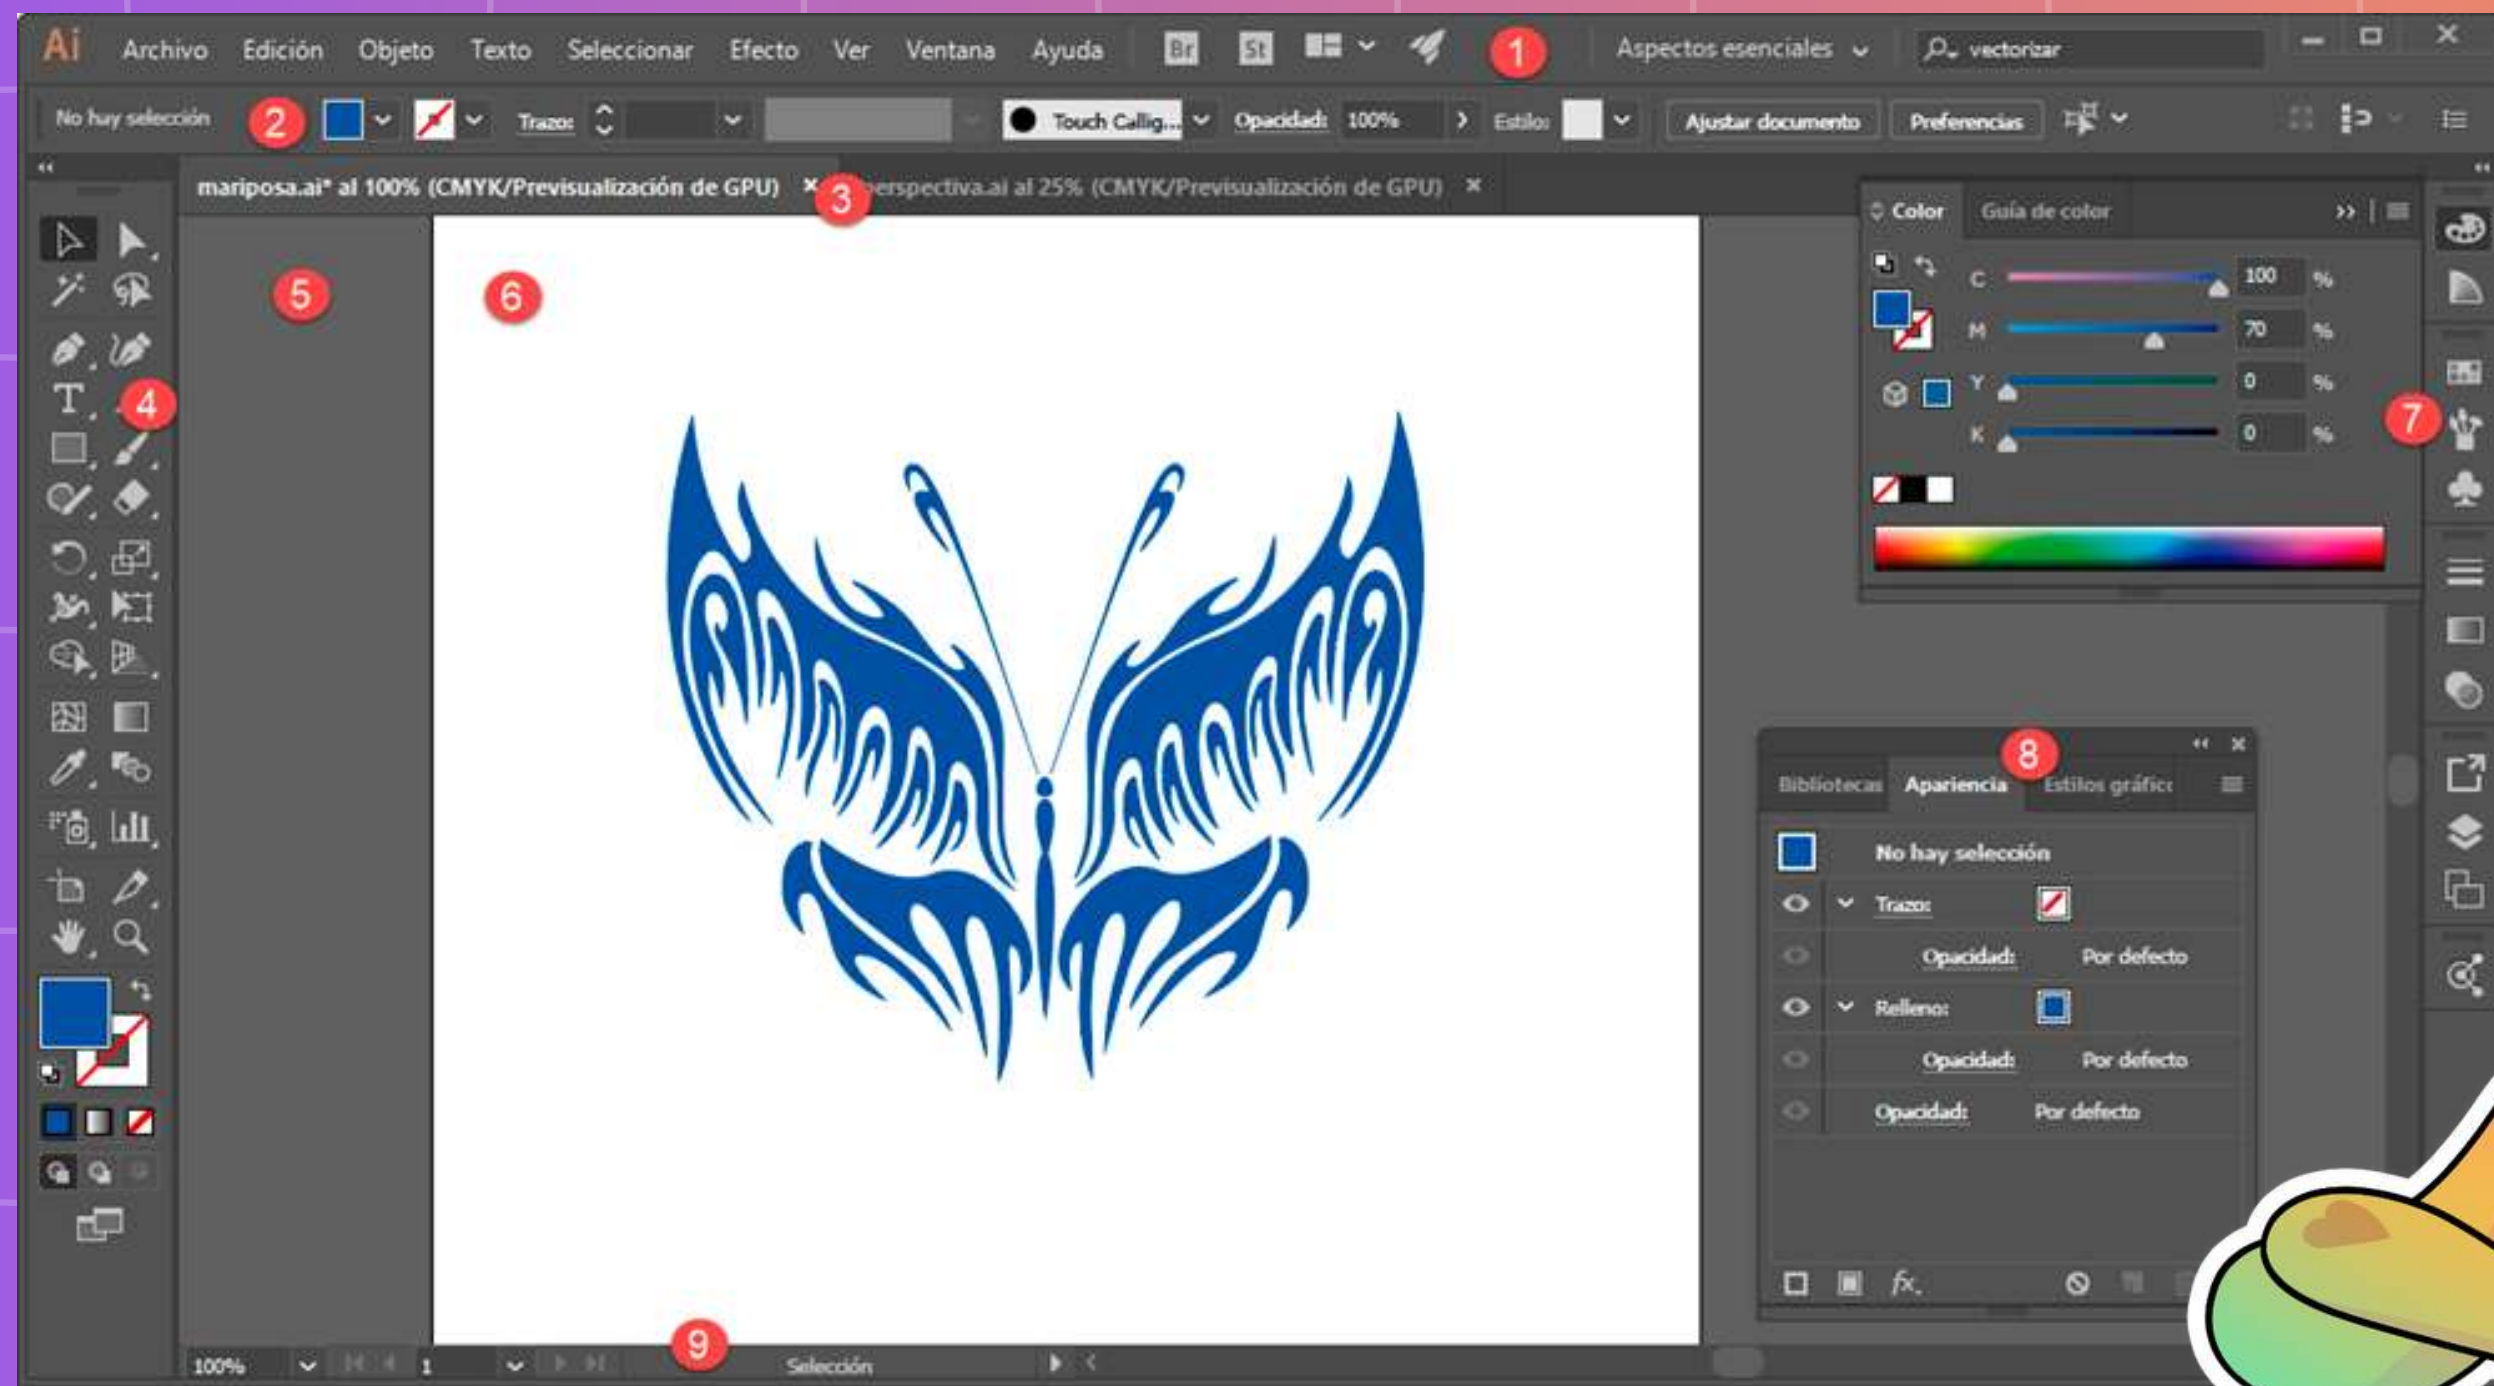 Ai Archivo Edición Objeto Texto Seleccionar Efecto Ver Ventana Ayuda Br St 1 Aspectos esenciales vectorizar
No hay selección 2 Trazo: Touch Callig... Opacidad: 100% Estilo: Ajustar documento Preferencias
mariposa.ai* al 100% (CMYK/Previsualización de GPU) × 3 perspectiva.ai al 25% (CMYK/Previsualización de GPU) ×
Color Guía de color
C 100 %
M 70 %
Y 0 %
K 0 %
5
6
T
4
7
8
Bibliotecas Apariencia Estilos gráficc
No hay selección
Trazo:
Opacidad: Por defecto
Relleno:
Opacidad: Por defecto
Opacidad: Por defecto
fx.
9
100% 1 Selección